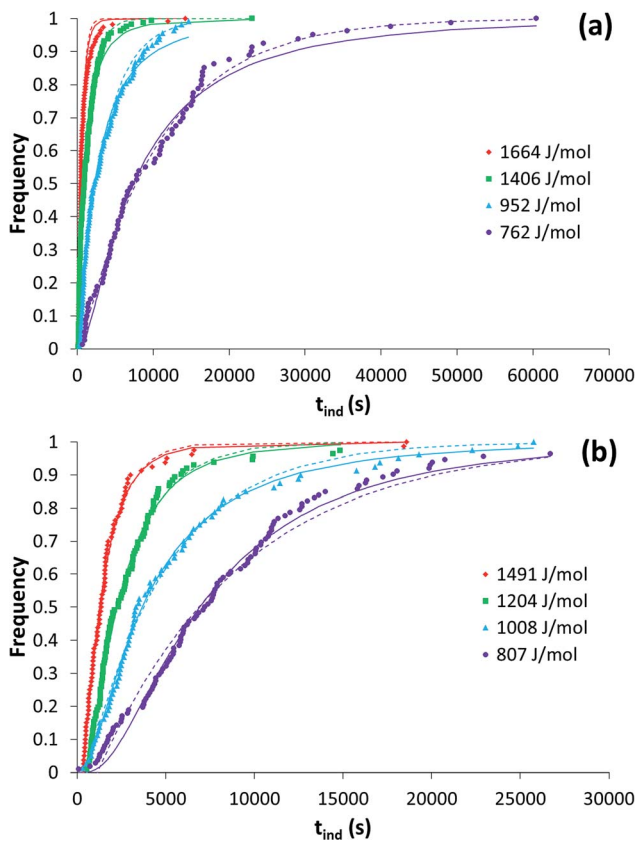 (a)
1
0.9
0.8
0.7
0.6
0.5
0.4
0.3
0.2
0.1
0
Frequency
1664 J/mol
1406 J/mol
952 J/mol
762 J/mol
0 10000 20000 30000 40000 50000 60000 70000
tind (s)
(b)
1
0.9
0.8
0.7
0.6
0.5
0.4
0.3
0.2
0.1
0
Frequency
1491 J/mol
1204 J/mol
1008 J/mol
807 J/mol
0 5000 10000 15000 20000 25000 30000
tind (s)